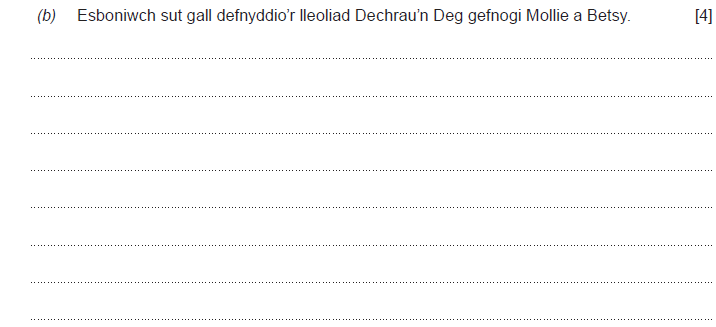 (b) Esboniwch sut gall defnyddio'r lleoliad Dechrau'n Deg gefnogi Mollie a Betsy. [4]